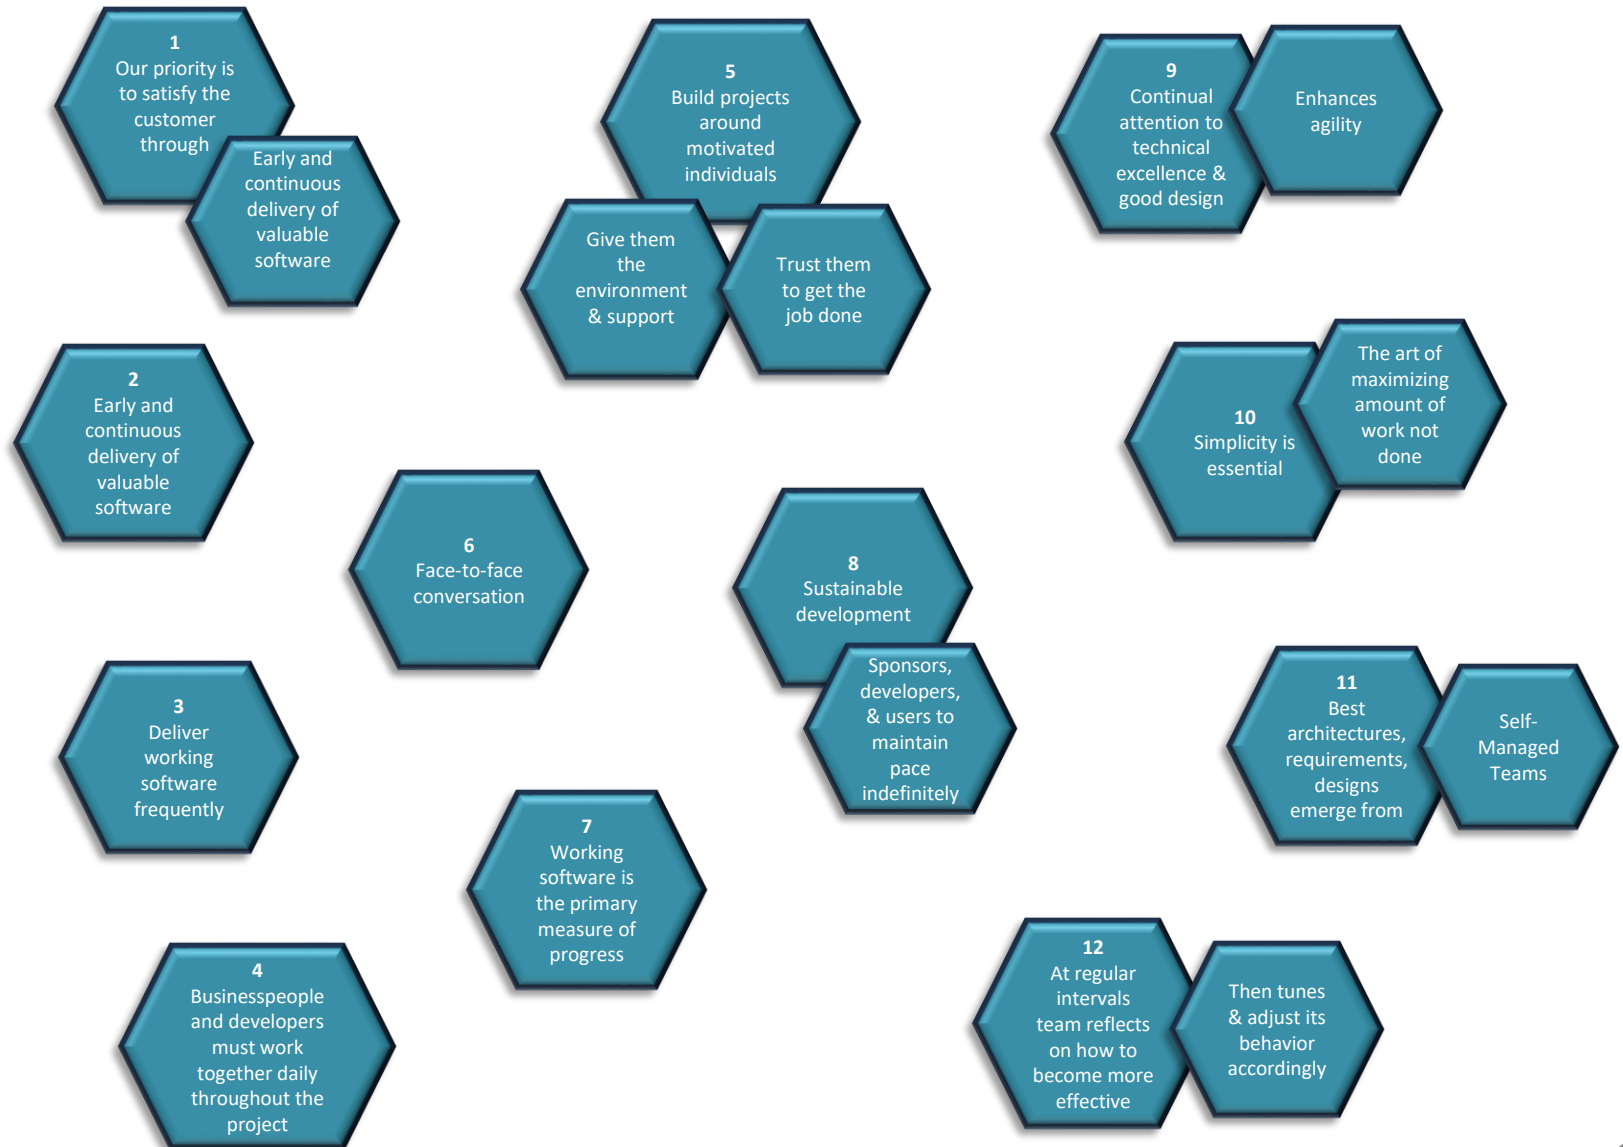 1
Our priority is
to satisfy the
customer
through
Early and
continuous
delivery of
valuable
software
2
Early and
continuous
delivery of
valuable
software
3
Deliver
working
software
frequently
4
Businesspeople
and developers
must work
together daily
throughout the
project
5
Build projects
around
motivated
individuals
Give them
the
environment
& support
Trust them
to get the
job done
6
Face-to-face
conversation
7
Working
software is
the primary
measure of
progress
8
Sustainable
development
Sponsors,
developers,
& users to
maintain
pace
indefinitely
9
Continual
attention to
technical
excellence &
good design
Enhances
agility
10
Simplicity is
essential
The art of
maximizing
amount of
work not
done
11
Best
architectures,
requirements,
designs
emerge from
Self-
Managed
Teams
12
At regular
intervals
team reflects
on how to
become more
effective
Then tunes
& adjust its
behavior
accordingly